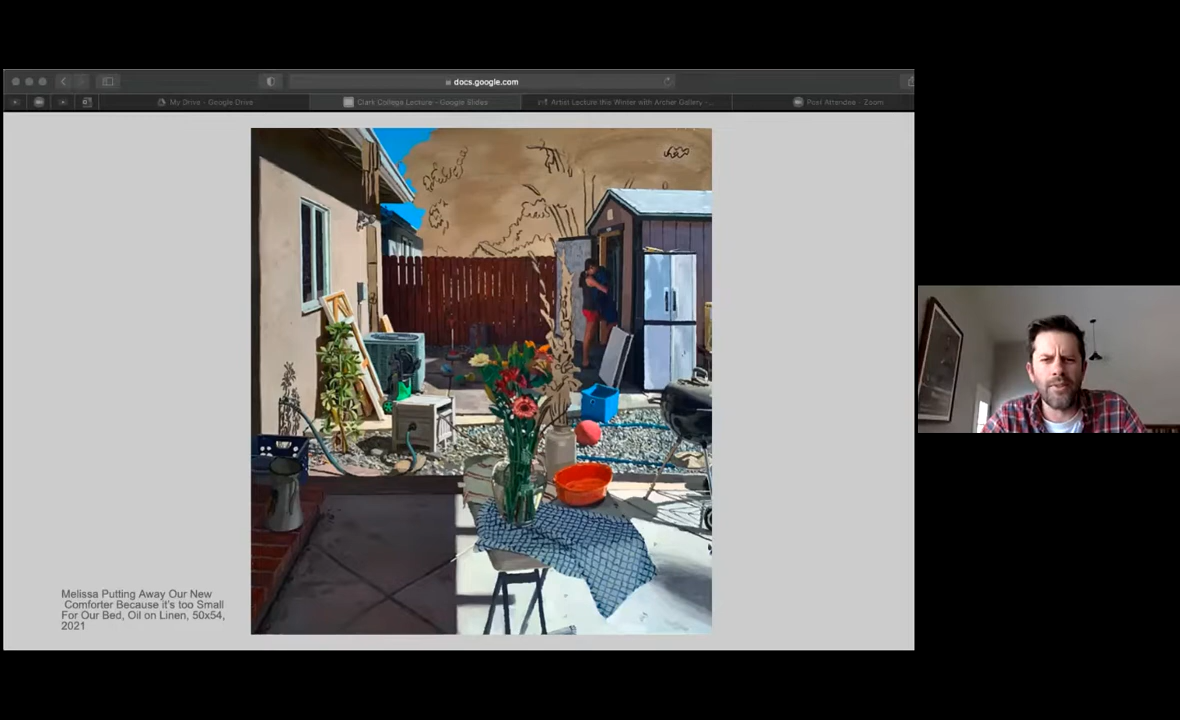 docs.google.com
My Drive - Google Drive
Clark College Lecture - Google Slides
Artist Lecture this Winter with Archer Gallery -...
Post Attendee - Zoom
Melissa Putting Away Our New
Comforter Because it's too Small
For Our Bed, Oil on Linen, 50x54,
2021